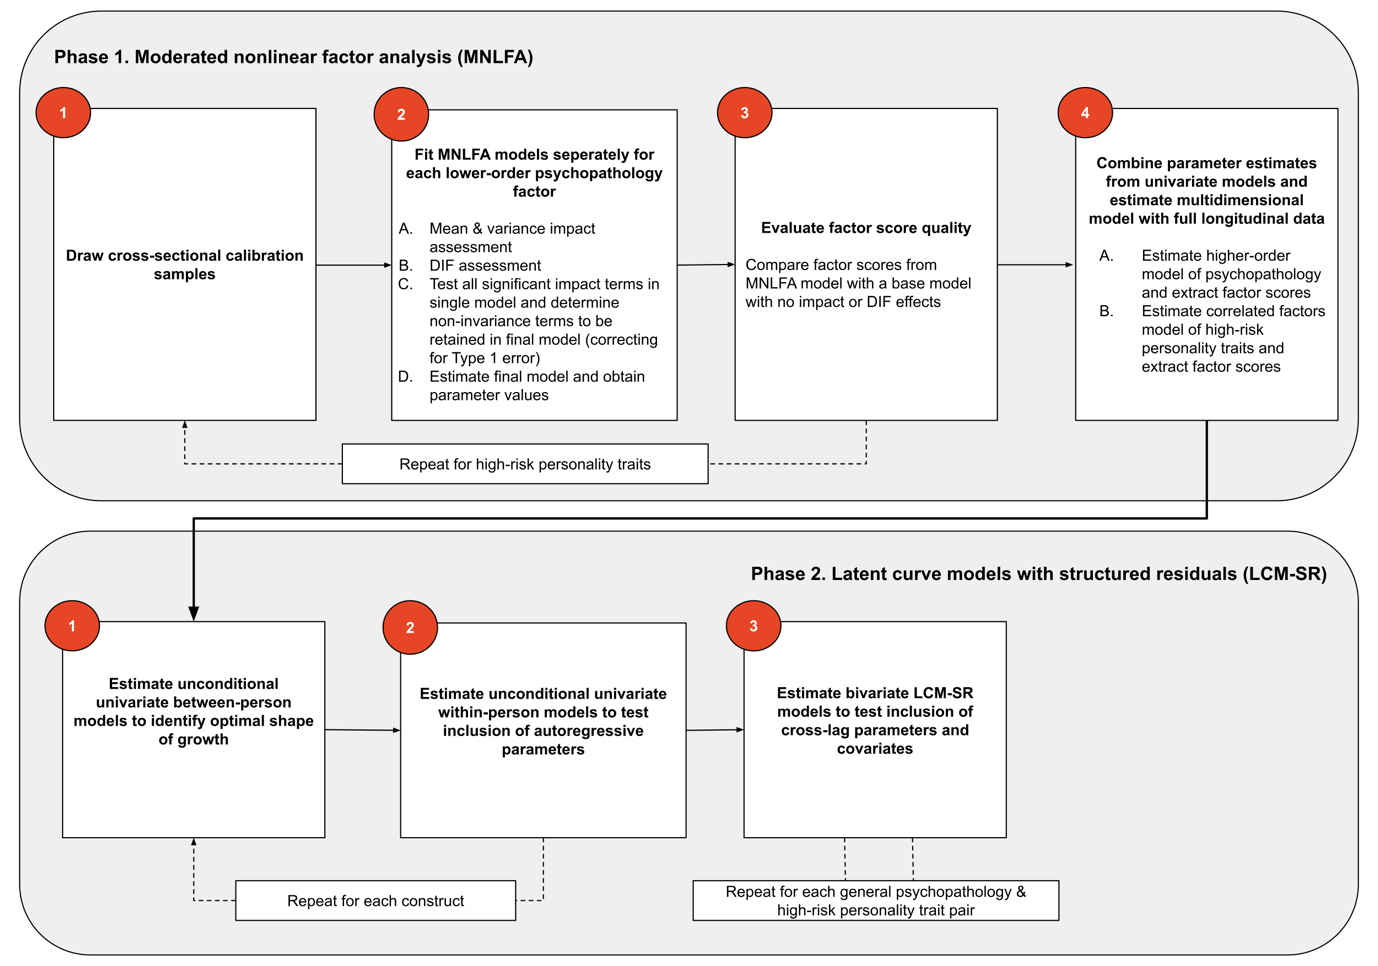 Phase 1. Moderated nonlinear factor analysis (MNLFA)
1
Draw cross-sectional calibration
samples
2
Fit MNLFA models seperately for
each lower-order psychopathology
factor
A. Mean & variance impact
assessment
B. DIF assessment
C. Test all significant impact terms in
single model and determine
non-invariance terms to be
retained in final model (correcting
for Type 1 error)
D. Estimate final model and obtain
parameter values
3
Evaluate factor score quality
Compare factor scores from
MNLFA model with a base model
with no impact or DIF effects
4
Combine parameter estimates
from univariate models and
estimate multidimensional
model with full longitudinal data
A. Estimate higher-order
model of psychopathology
and extract factor scores
B. Estimate correlated factors
model of high-risk
personality traits and
extract factor scores
Repeat for high-risk personality traits
Phase 2. Latent curve models with structured residuals (LCM-SR)
1
Estimate unconditional
univariate between-person
models to identify optimal shape
of growth
2
Estimate unconditional univariate
within-person models to test
inclusion of autoregressive
parameters
3
Estimate bivariate LCM-SR
models to test inclusion of
cross-lag parameters and
covariates
Repeat for each construct
Repeat for each general psychopathology &
high-risk personality trait pair